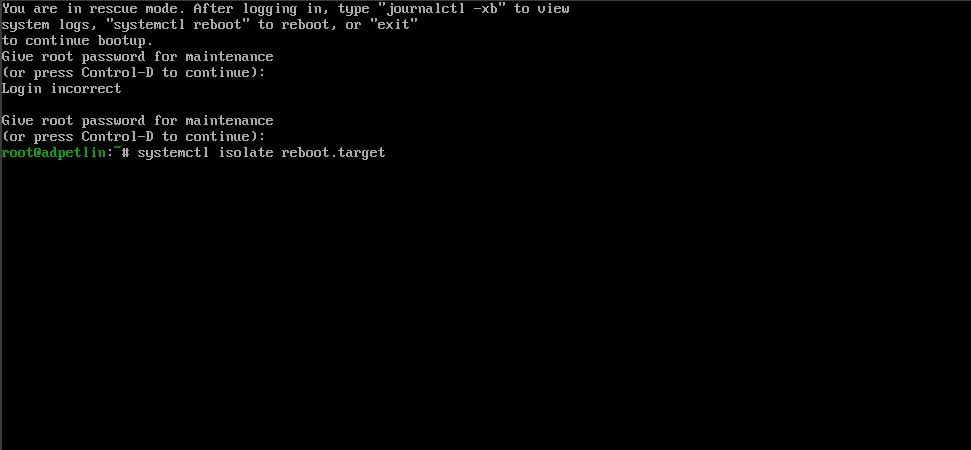 You are in rescue mode. After logging in, type "journalctl -xb" to view
system logs, "systemctl reboot" to reboot, or "exit"
to continue bootup.
Give root password for maintenance
(or press Control-D to continue):
Login incorrect
Give root password for maintenance
(or press Control-D to continue):
root@adpetlin:~# systemctl isolate reboot.target